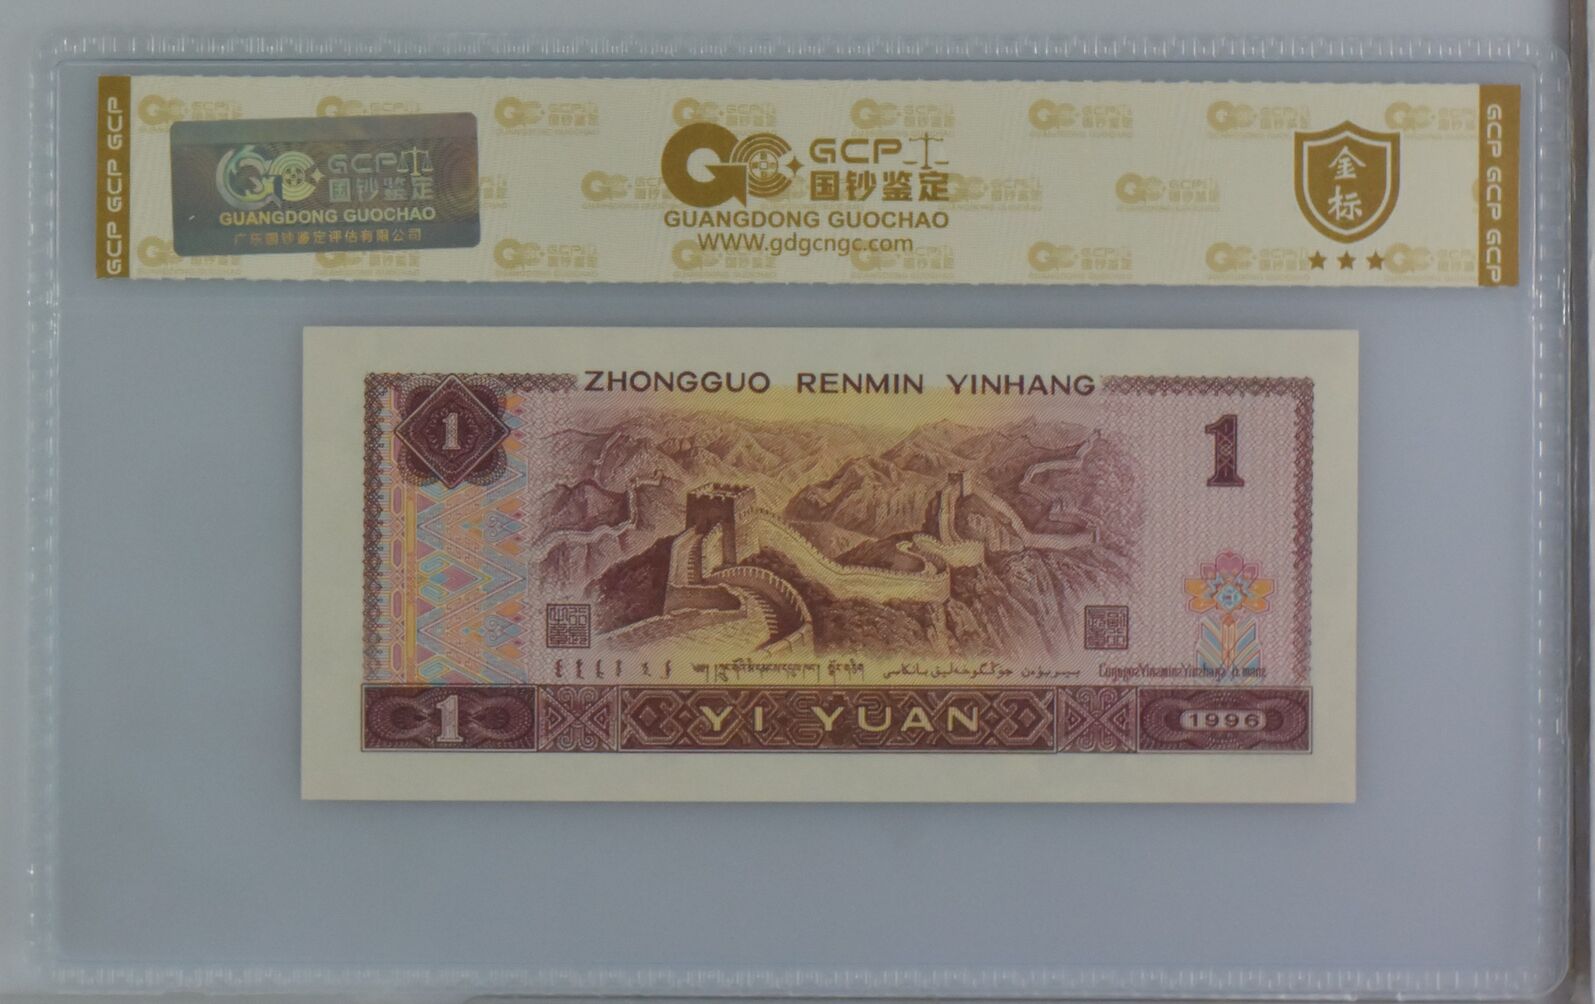 GCP GCP GCP
GCP
国钞鉴定
GUANGDONG GUOCHAO
广东国钞鉴定评估有限公司
GCP
国钞鉴定
GUANGDONG GUOCHAO
WWW.gdgcngc.com
金标
GCP GCP GCP
ZHONGGUO RENMIN YINHANG
1
1
1
YI YUAN
1996